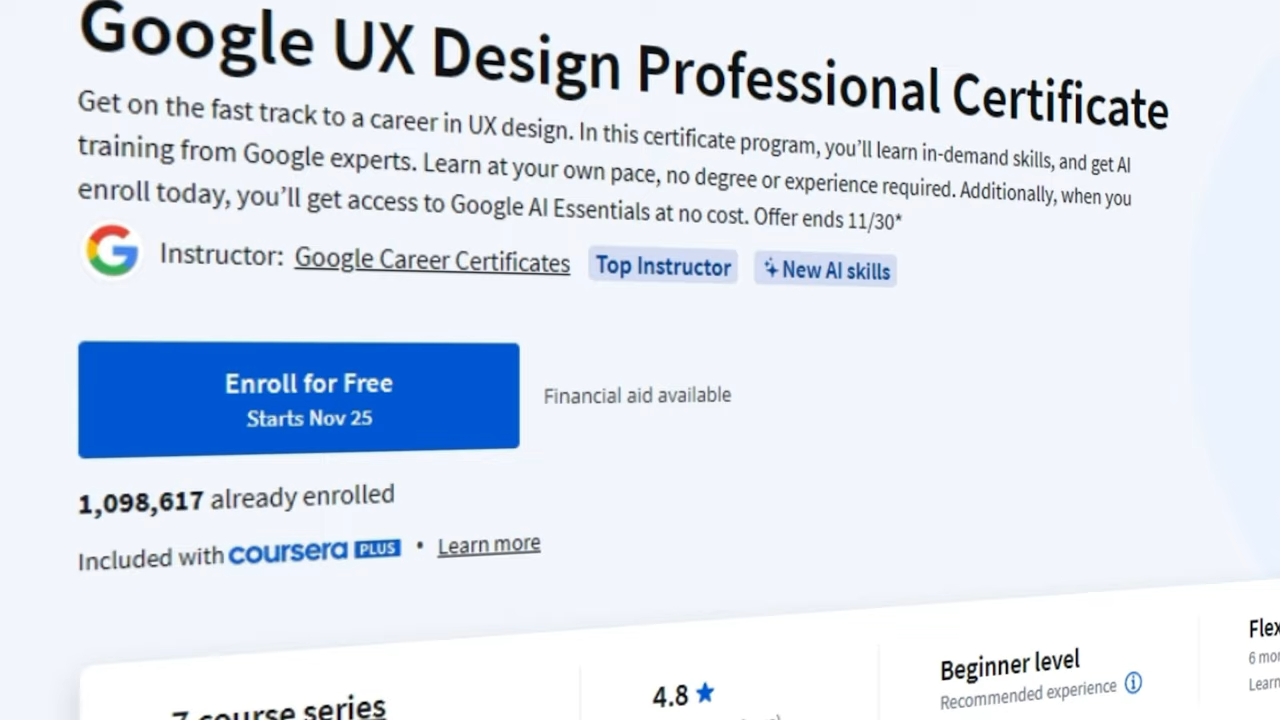 Google UX Design Professional Certificate
Get on the fast track to a career in UX design. In this certificate program, you’ll learn in-demand skills, and get AI
training from Google experts. Learn at your own pace, no degree or experience required. Additionally, when you
enroll today, you’ll get access to Google AI Essentials at no cost. Offer ends 11/30*
Instructor: Google Career Certificates Top Instructor New AI skills
Enroll for Free
Starts Nov 25
Financial aid available
1,098,617 already enrolled
Included with coursera PLUS • Learn more
7 course series
4.8
Beginner level
Recommended experience
6
Learn